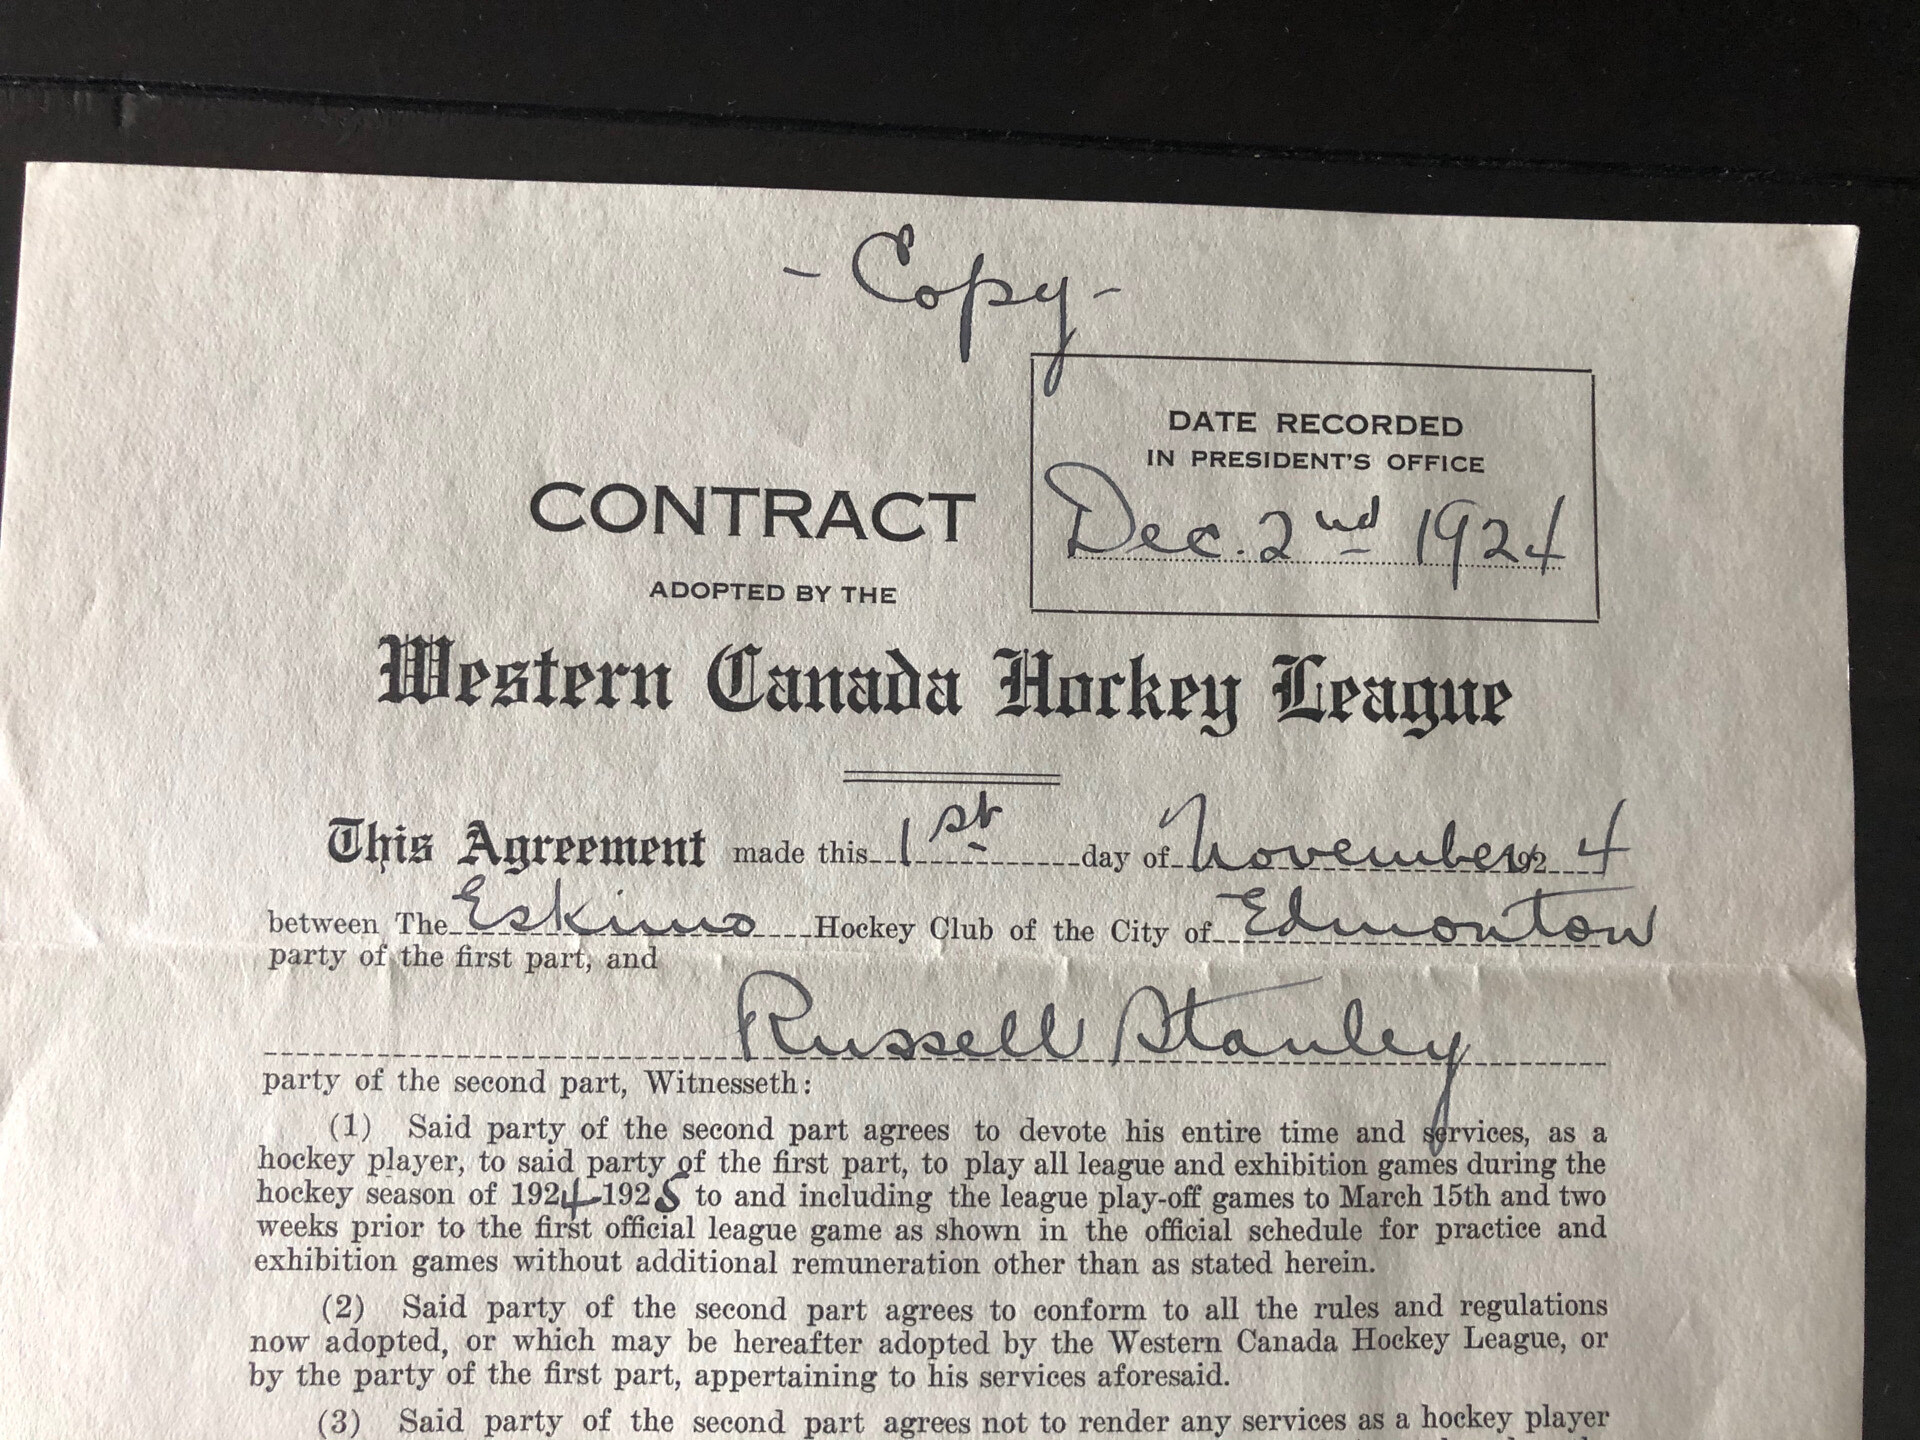 - Copy -
DATE RECORDED
IN PRESIDENT'S OFFICE
Dec. 2nd 1924
CONTRACT
ADOPTED BY THE
Western Canada Hockey League
This Agreement made this 1st day of November 1924
between The Eskimo Hockey Club of the City of Edmonton
party of the first part, and
Russell Stanley
party of the second part, Witnesseth:
(1) Said party of the second part agrees to devote his entire time and services, as a
hockey player, to said party of the first part, to play all league and exhibition games during the
hockey season of 1924-1925 to and including the league play-off games to March 15th and two
weeks prior to the first official league game as shown in the official schedule for practice and
exhibition games without additional remuneration other than as stated herein.
(2) Said party of the second part agrees to conform to all the rules and regulations
now adopted, or which may be hereafter adopted by the Western Canada Hockey League, or
by the party of the first part, appertaining to his services aforesaid.
(3) Said party of the second part agrees not to render any services as a hockey player